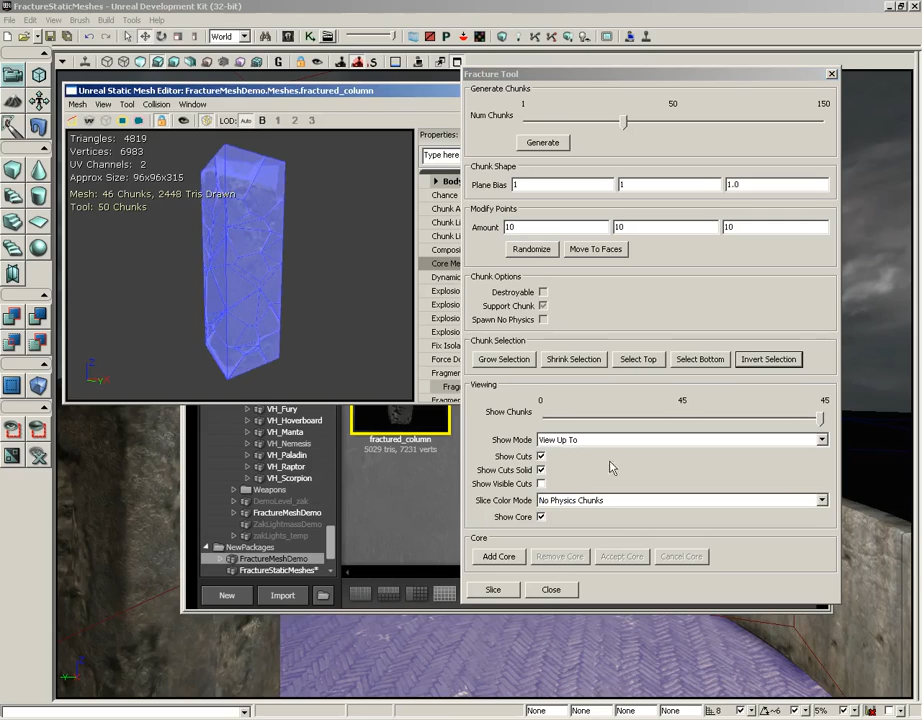 FractureStaticMeshes* - Unreal Development Kit (32-bit)
File Edit View Brush Build Tools Help
World
G
Unreal Static Mesh Editor: FractureMeshDemo.Meshes.fractured_column
Mesh View Tool Collision Window
LOD: Auto B 1 2 3
Triangles: 4819
Vertices: 6983
UV Channels: 2
Approx Size: 96x96x315
Mesh: 46 Chunks, 2448 Tris Drawn
Tool: 50 Chunks
Z
Properties:
Type here
Body
Chance
Chunk A
Chunk Li
Chunk Li
Composi
Core Me
Dynamic
Explosio
Explosio
Explosio
Explosio
Fix Isola
Force Do
Fragmer
Frag
Fracture Tool
Generate Chunks
1 50 150
Num Chunks
Generate
Chunk Shape
Plane Bias 1 1 1.0
Modify Points
Amount 10 10 10
Randomize Move To Faces
Chunk Options
Destroyable
Support Chunk
Spawn No Physics
Chunk Selection
Grow Selection Shrink Selection Select Top Select Bottom Invert Selection
Viewing
0 45 45
Show Chunks
Show Mode View Up To
Show Cuts
Show Cuts Solid
Show Visible Cuts
Slice Color Mode No Physics Chunks
Show Core
Core
Add Core Remove Core Accept Core Cancel Core
Slice Close
VH_Fury
VH_Hoverboard
VH_Manta
VH_Nemesis
VH_Paladin
VH_Raptor
VH_Scorpion
Weapons
DemoLevel_zak
FractureMeshDemo
ZakLightmassDemo
zakLights_temp
NewPackages
FractureMeshDemo
FractureStaticMeshes*
New Import
fractured_column
5029 tris, 7231 verts
None None None None 8 ~6 5%